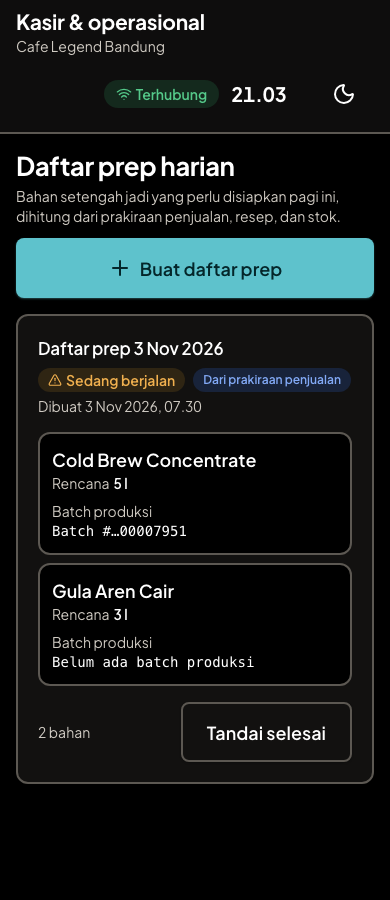 Kasir & operasional
Cafe Legend Bandung
Terhubung 21.03
Daftar prep harian
Bahan setengah jadi yang perlu disiapkan pagi ini,
dihitung dari prakiraan penjualan, resep, dan stok.
Buat daftar prep
Daftar prep 3 Nov 2026
Sedang berjalan Dari prakiraan penjualan
Dibuat 3 Nov 2026, 07.30
Cold Brew Concentrate
Rencana 5 l
Batch produksi
Batch #…00007951
Gula Aren Cair
Rencana 3 l
Batch produksi
Belum ada batch produksi
2 bahan Tandai selesai